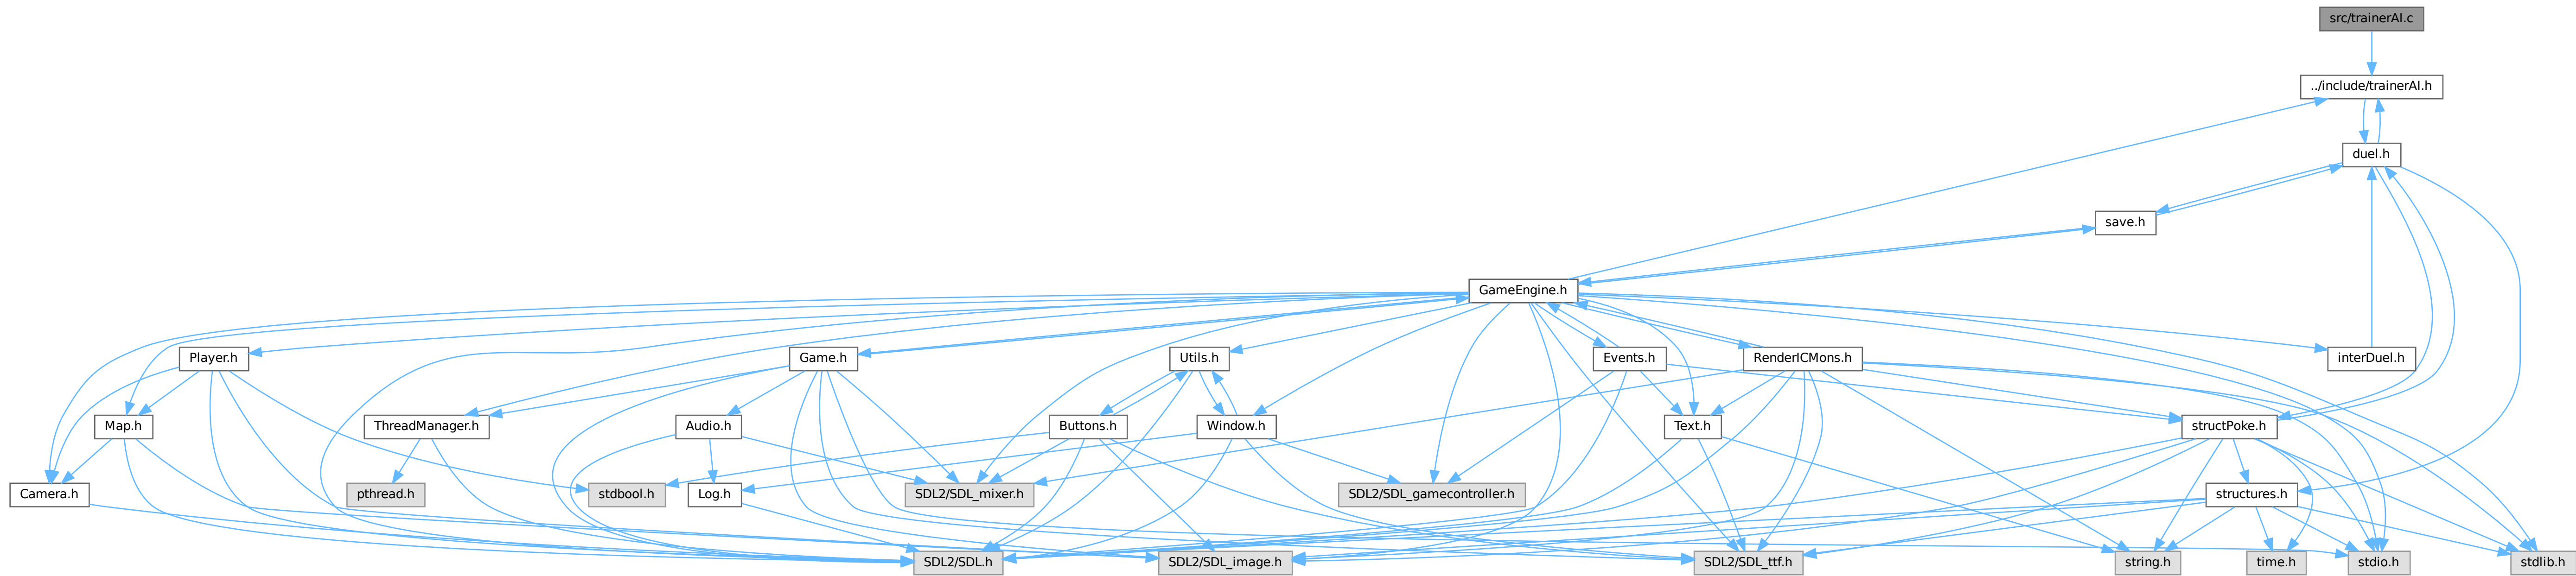 src/trainerAI.c
../include/trainerAI.h
duel.h
save.h
GameEngine.h
Player.h
Game.h
Utils.h
Events.h
RenderICMons.h
interDuel.h
Map.h
ThreadManager.h
Audio.h
Buttons.h
Window.h
Text.h
structPoke.h
Camera.h
pthread.h
stdbool.h
Log.h
SDL2/SDL_mixer.h
SDL2/SDL_gamecontroller.h
structures.h
SDL2/SDL.h
SDL2/SDL_image.h
SDL2/SDL_ttf.h
string.h
time.h
stdio.h
stdlib.h